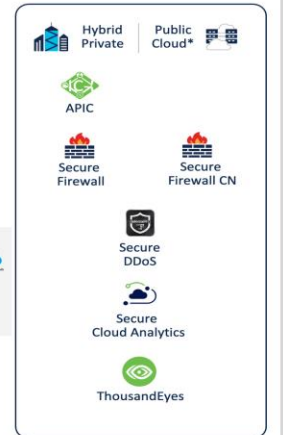 Hybrid
Private
Public
Cloud*
APIC
Secure
Firewall
Secure
Firewall CN
Secure
DDoS
Secure
Cloud Analytics
ThousandEyes